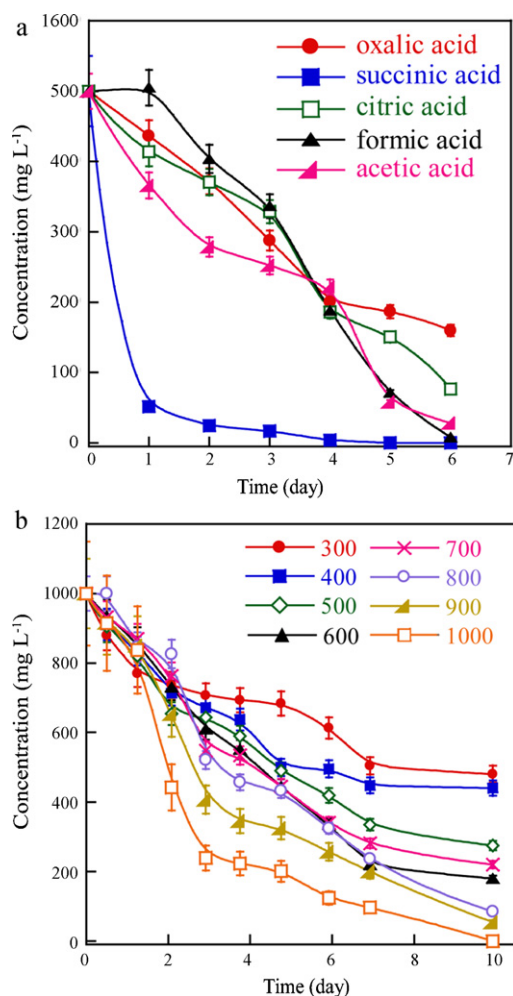 a
1600
500
400
300
200
100
0
Concentration (mg L⁻¹)
oxalic acid
succinic acid
citric acid
formic acid
acetic acid
0 1 2 3 4 5 6 7
Time (day)
b
1200
1000
800
600
400
200
0
Concentration (mg L⁻¹)
300 700
400 800
500 900
600 1000
0 2 4 6 8 10
Time (day)